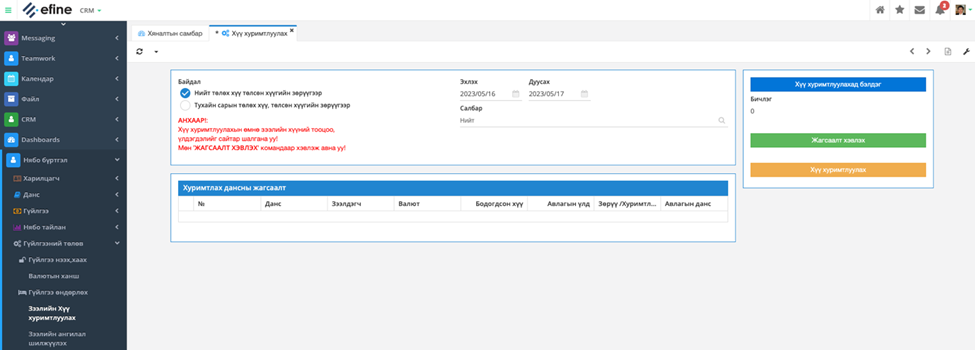 efine
CRM
3
Messaging
Teamwork
Календар
Файл
CRM
Dashboards
Нябо бүртгэл
Харилцагч
Данс
Гүйлгээ
Нябо тайлан
Гүйлгээний төлөв
Гүйлгээ нээх,хаах
Валютын ханш
Гүйлгээ өндөрлөх
Зээлийн Хүү
хуримтлуулах
Зээлийн ангилал
шилжүүлэх
Хяналтын самбар
* Хүү хуримтлуулах
Байдал
Нийт төлөх хүү төлсөн хүүгийн зөрүүгээр
Тухайн сарын төлөх хүү, төлсөн хүүгийн зөрүүгээр
АНХААР!:
Хүү хуримтлуулахын өмнө зээлийн хүүний тооцоо,
үлдэгдэлийг сайтар шалгана уу!
Мөн 'ЖАГСААЛТ ХЭВЛЭХ' командаар хэвлэж авна уу!
Эхлэх
Дуусах
2023/05/16
2023/05/17
Салбар
Нийт
Хүү хуримтлуулахад бэлдэг
Бичлэг
0
Жагсаалт хэвлэх
Хүү хуримтлуулах
Хуримтлах дансны жагсаалт
№
Данс
Зээлдэгч
Валют
Бодогдсон хүү
Авлагын үлд
Зөрүү /Хуримтл...
Авлагын данс